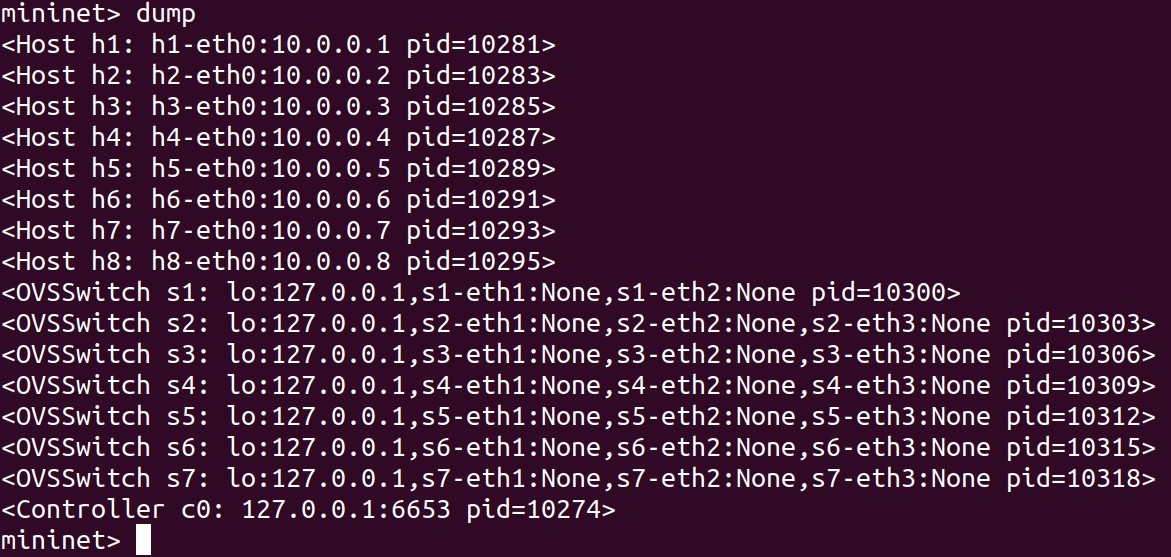 mininet> dump
<Host h1: h1-eth0:10.0.0.1 pid=10281>
<Host h2: h2-eth0:10.0.0.2 pid=10283>
<Host h3: h3-eth0:10.0.0.3 pid=10285>
<Host h4: h4-eth0:10.0.0.4 pid=10287>
<Host h5: h5-eth0:10.0.0.5 pid=10289>
<Host h6: h6-eth0:10.0.0.6 pid=10291>
<Host h7: h7-eth0:10.0.0.7 pid=10293>
<Host h8: h8-eth0:10.0.0.8 pid=10295>
<OVSSwitch s1: lo:127.0.0.1,s1-eth1:None,s1-eth2:None pid=10300>
<OVSSwitch s2: lo:127.0.0.1,s2-eth1:None,s2-eth2:None,s2-eth3:None pid=10303>
<OVSSwitch s3: lo:127.0.0.1,s3-eth1:None,s3-eth2:None,s3-eth3:None pid=10306>
<OVSSwitch s4: lo:127.0.0.1,s4-eth1:None,s4-eth2:None,s4-eth3:None pid=10309>
<OVSSwitch s5: lo:127.0.0.1,s5-eth1:None,s5-eth2:None,s5-eth3:None pid=10312>
<OVSSwitch s6: lo:127.0.0.1,s6-eth1:None,s6-eth2:None,s6-eth3:None pid=10315>
<OVSSwitch s7: lo:127.0.0.1,s7-eth1:None,s7-eth2:None,s7-eth3:None pid=10318>
<Controller c0: 127.0.0.1:6653 pid=10274>
mininet>